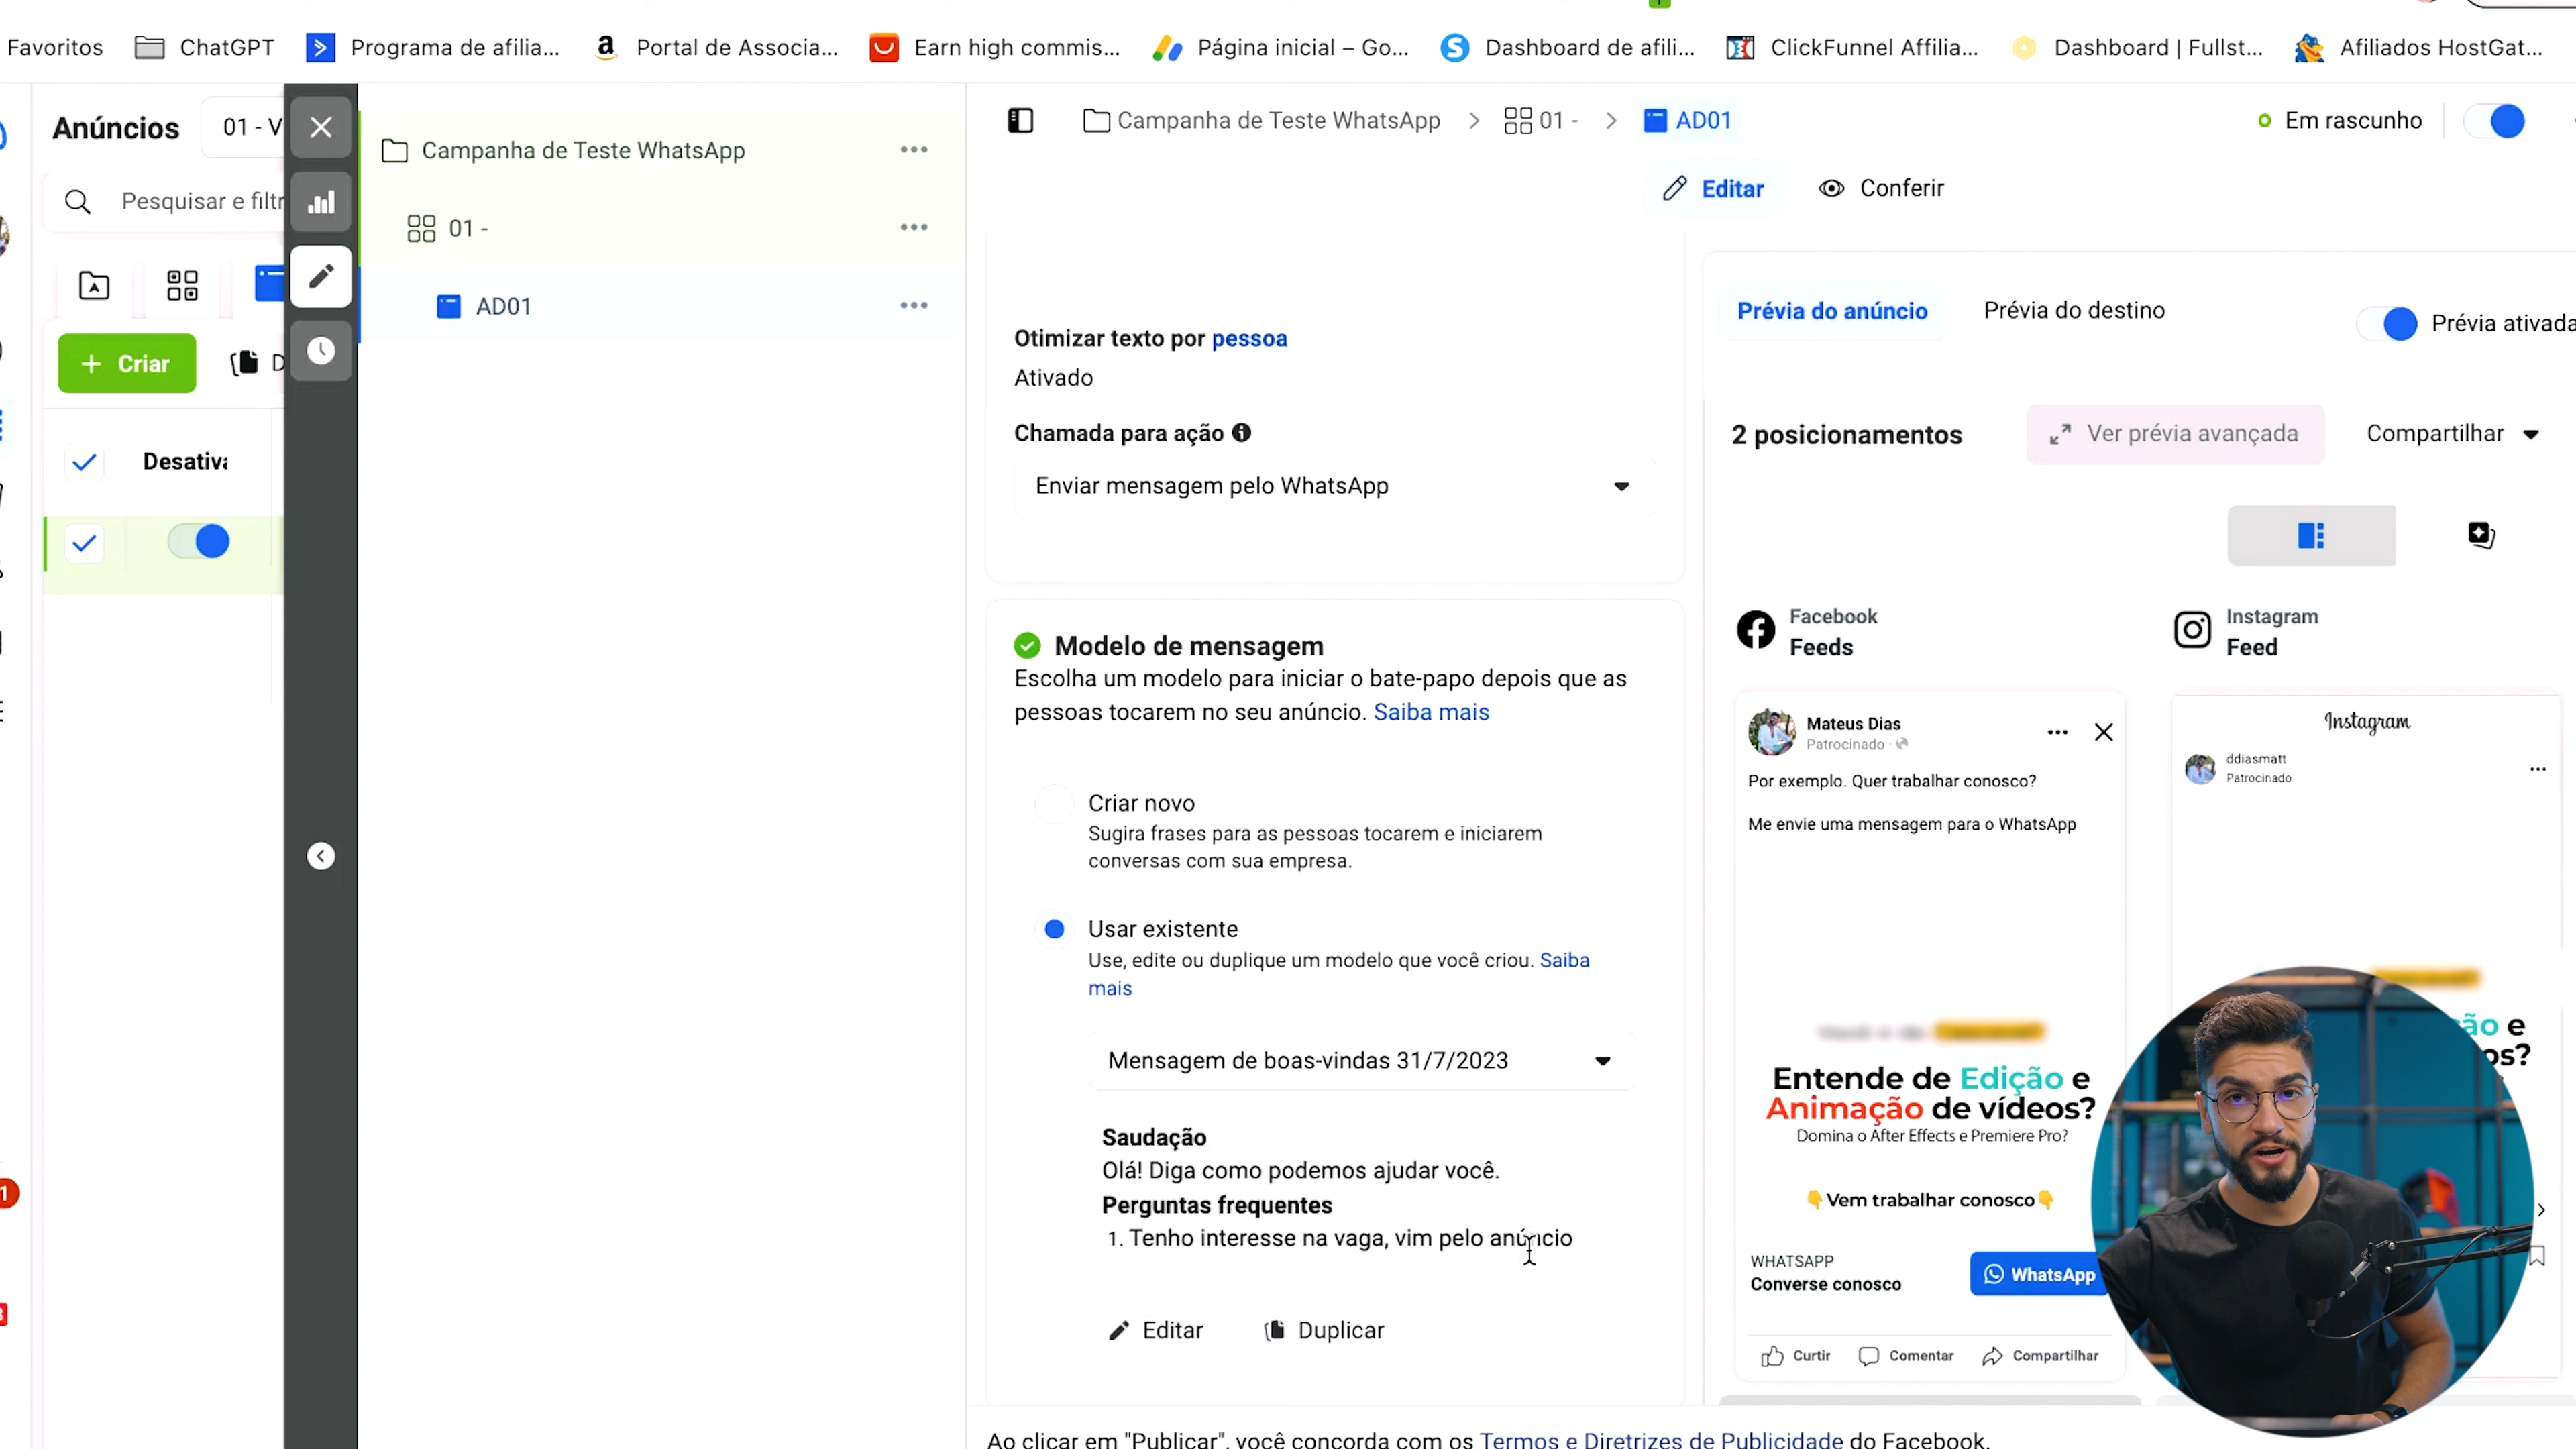 Favoritos
ChatGPT
Programa de afilia...
Portal de Associa...
Earn high commis...
Página inicial – Go...
Dashboard de afili...
ClickFunnel Affilia...
Dashboard | Fullst...
Afiliados HostGat...
Anúncios
01 - V
Pesquisar e filtr
+ Criar
D
Desativa
Campanha de Teste WhatsApp
01 -
AD01
Campanha de Teste WhatsApp > 01 - > AD01
Em rascunho
Editar
Conferir
Otimizar texto por pessoa
Ativado
Chamada para ação
Enviar mensagem pelo WhatsApp
Modelo de mensagem
Escolha um modelo para iniciar o bate-papo depois que as
pessoas tocarem no seu anúncio. Saiba mais
Criar novo
Sugira frases para as pessoas tocarem e iniciarem
conversas com sua empresa.
Usar existente
Use, edite ou duplique um modelo que você criou. Saiba
mais
Mensagem de boas-vindas 31/7/2023
Saudação
Olá! Diga como podemos ajudar você.
Perguntas frequentes
1. Tenho interesse na vaga, vim pelo anúncio
Editar
Duplicar
Ao clicar em "Publicar", você concorda com os Termos e Diretrizes de Publicidade do Facebook.
Prévia do anúncio
Prévia do destino
Prévia ativada
2 posicionamentos
Ver prévia avançada
Compartilhar
Facebook
Feeds
Mateus Dias
Patrocinado ·
Por exemplo. Quer trabalhar conosco?
Me envie uma mensagem para o WhatsApp
Entende de Edição e
Animação de vídeos?
Domina o After Effects e Premiere Pro?
👇Vem trabalhar conosco👇
WHATSAPP
Converse conosco
WhatsApp
Curtir
Comentar
Compartilhar
Instagram
Feed
Instagram
ddiasmatt
Patrocinado
ão e
os?
1